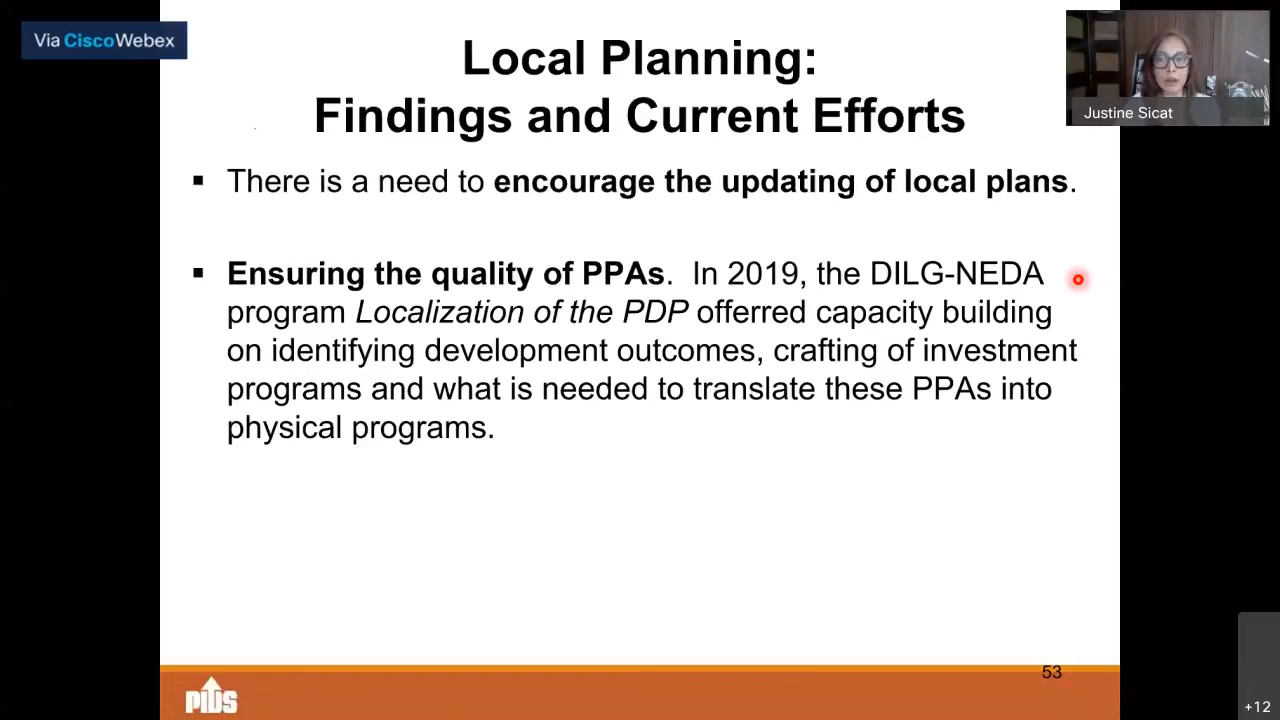 Via CiscoWebex
Local Planning:
Findings and Current Efforts
Justine Sicat
▪ There is a need to encourage the updating of local plans.
▪ Ensuring the quality of PPAs. In 2019, the DILG-NEDA
program Localization of the PDP offerred capacity building
on identifying development outcomes, crafting of investment
programs and what is needed to translate these PPAs into
physical programs.
53
PIDS
+12